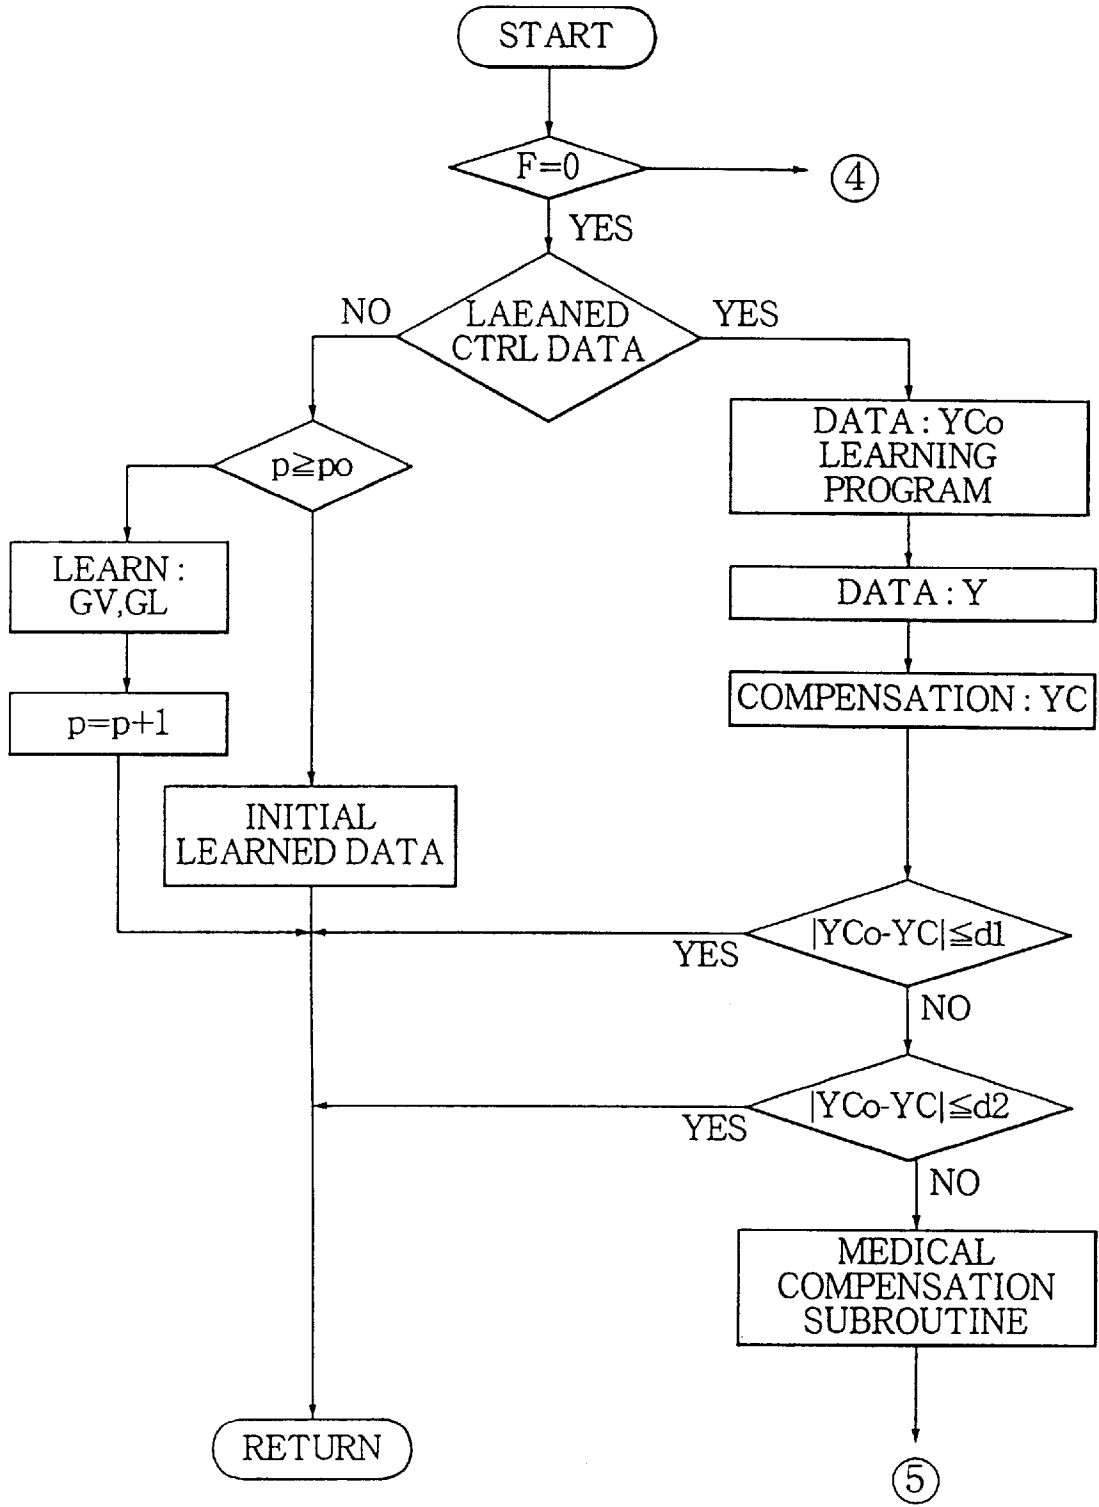 START
F=0
④
YES
NO
LAEANED
CTRL DATA
YES
p≧po
DATA : YCo
LEARNING
PROGRAM
LEARN :
GV,GL
DATA : Y
p=p+1
COMPENSATION : YC
INITIAL
LEARNED DATA
|YCo-YC|≦d1
YES
NO
|YCo-YC|≦d2
YES
NO
MEDICAL
COMPENSATION
SUBROUTINE
RETURN
⑤